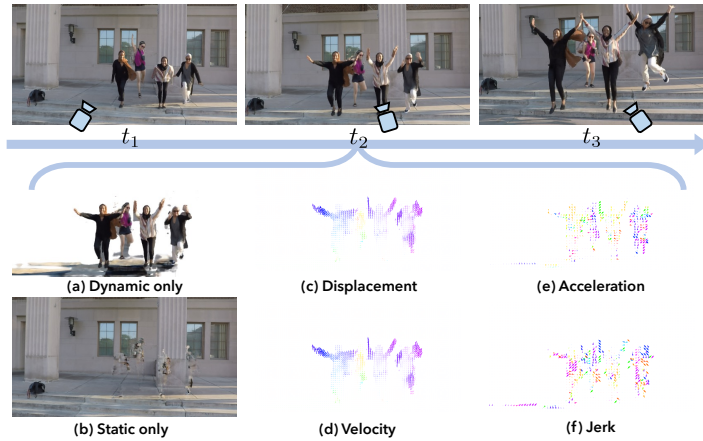 t1 t2 t3
(a) Dynamic only (c) Displacement (e) Acceleration
(b) Static only (d) Velocity (f) Jerk